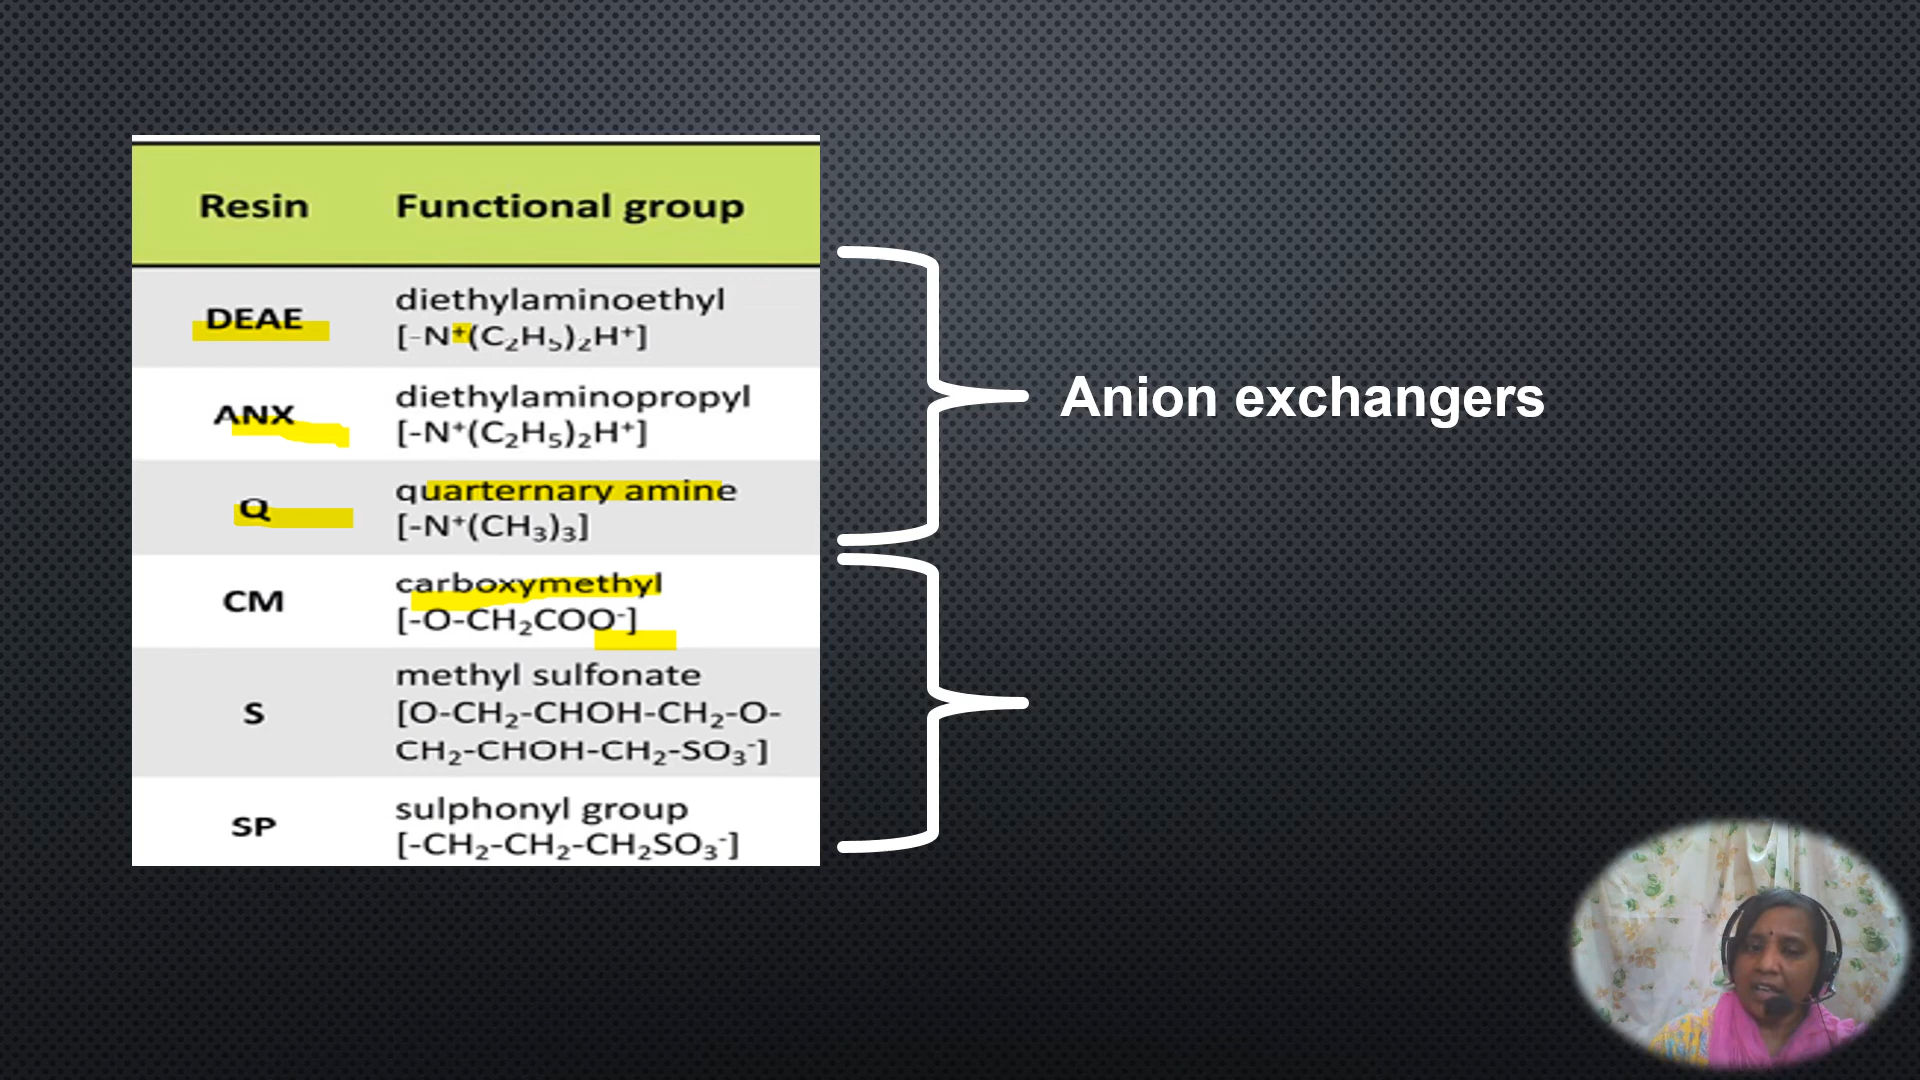 Resin Functional group
DEAE diethylaminoethyl
[-N⁺(C₂H₅)₂H⁺]
ANX diethylaminopropyl
[-N⁺(C₂H₅)₂H⁺]
Q quarternary amine
[-N⁺(CH₃)₃]
CM carboxymethyl
[-O-CH₂COO⁻]
S methyl sulfonate
[O-CH₂-CHOH-CH₂-O-
CH₂-CHOH-CH₂-SO₃⁻]
SP sulphonyl group
[-CH₂-CH₂-CH₂SO₃⁻]
Anion exchangers